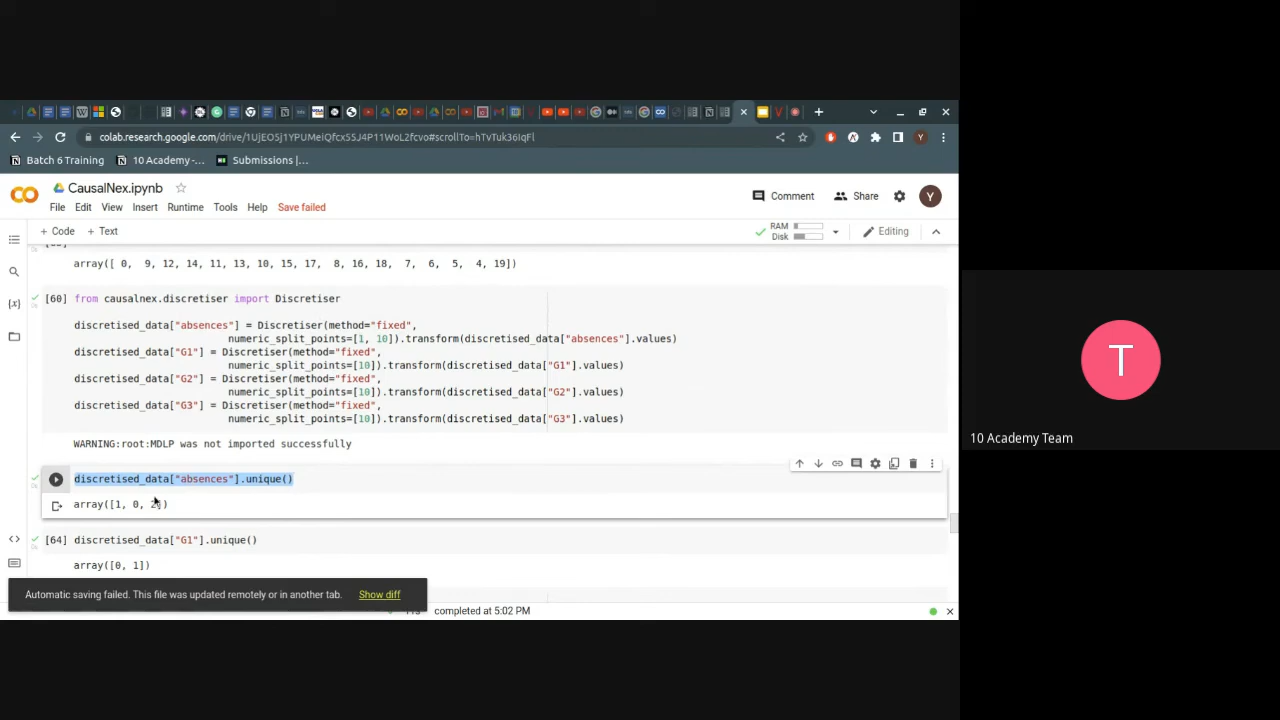 colab.research.google.com/drive/1UjEOSj1YPUMeiQfcx5SJ4P11WoL2fcvo#scrollTo=hTvTuk36IqFl
Y
Batch 6 Training
10 Academy -...
Submissions |...
CausalNex.ipynb
Comment
Share
Y
File Edit View Insert Runtime Tools Help Save failed
+ Code + Text
RAM
Disk
Editing
array([ 0, 9, 12, 14, 11, 13, 10, 15, 17, 8, 16, 18, 7, 6, 5, 4, 19])
[60] from causalnex.discretiser import Discretiser
discretised_data["absences"] = Discretiser(method="fixed",
numeric_split_points=[1, 10]).transform(discretised_data["absences"].values)
discretised_data["G1"] = Discretiser(method="fixed",
numeric_split_points=[10]).transform(discretised_data["G1"].values)
discretised_data["G2"] = Discretiser(method="fixed",
numeric_split_points=[10]).transform(discretised_data["G2"].values)
discretised_data["G3"] = Discretiser(method="fixed",
numeric_split_points=[10]).transform(discretised_data["G3"].values)
WARNING:root:MDLP was not imported successfully
discretised_data["absences"].unique()
array([1, 0, 2])
[64] discretised_data["G1"].unique()
array([0, 1])
Automatic saving failed. This file was updated remotely or in another tab. Show diff
completed at 5:02 PM
T
10 Academy Team